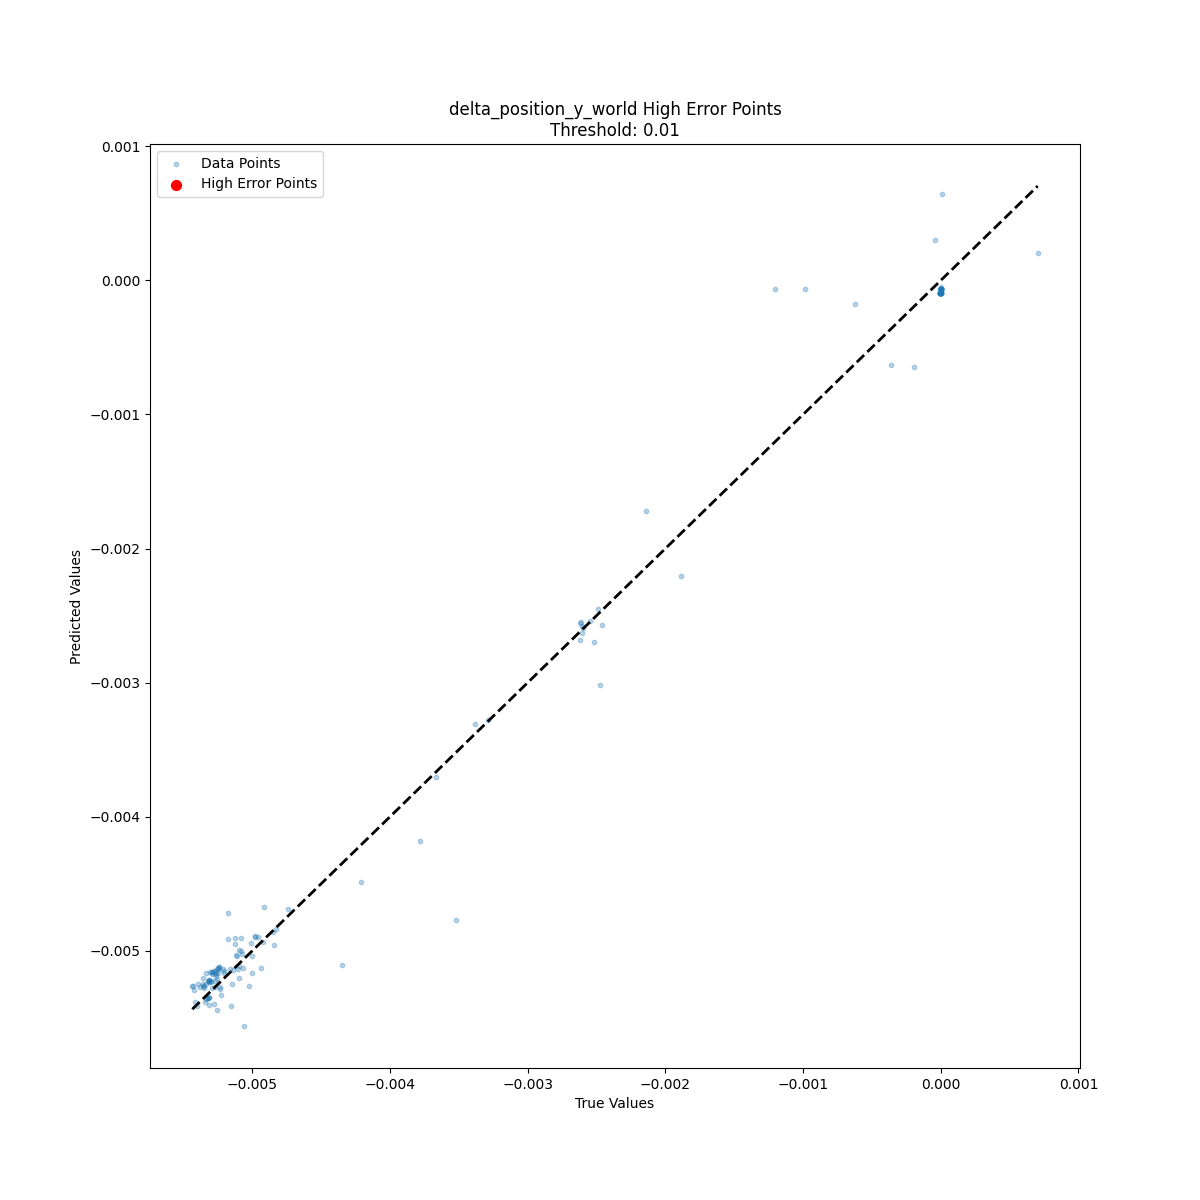 delta_position_y_world High Error Points
Threshold: 0.01
Data Points
High Error Points
0.001
0.000
−0.001
−0.002
−0.003
−0.004
−0.005
Predicted Values
−0.005
−0.004
−0.003
−0.002
−0.001
0.000
0.001
True Values